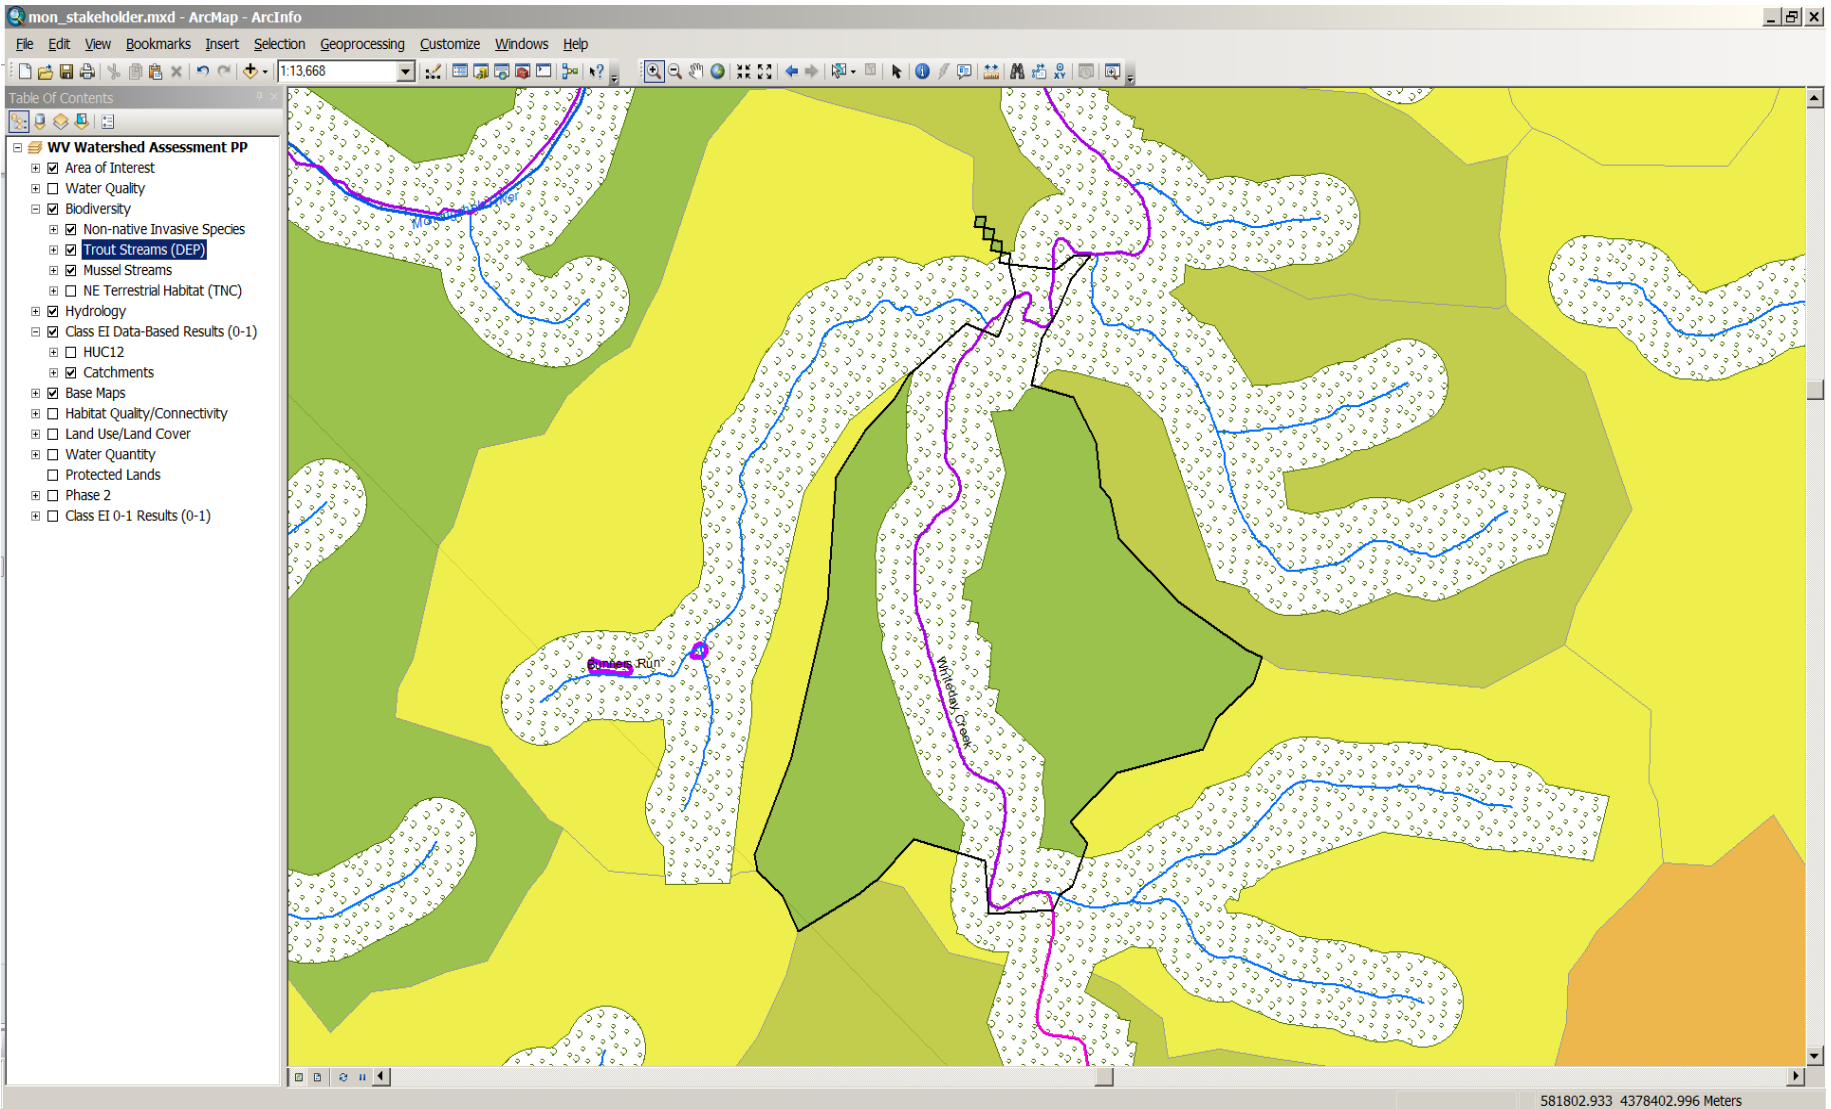 mon_stakeholder.mxd - ArcMap - ArcInfo
File Edit View Bookmarks Insert Selection Geoprocessing Customize Windows Help
1:13,668
Table Of Contents
WV Watershed Assessment PP
Area of Interest
Water Quality
Biodiversity
Non-native Invasive Species
Trout Streams (DEP)
Mussel Streams
NE Terrestrial Habitat (TNC)
Hydrology
Class EI Data-Based Results (0-1)
HUC12
Catchments
Base Maps
Habitat Quality/Connectivity
Land Use/Land Cover
Water Quantity
Protected Lands
Phase 2
Class EI 0-1 Results (0-1)
Bunners Run
Whiteday Creek
581802.933 4378402.996 Meters